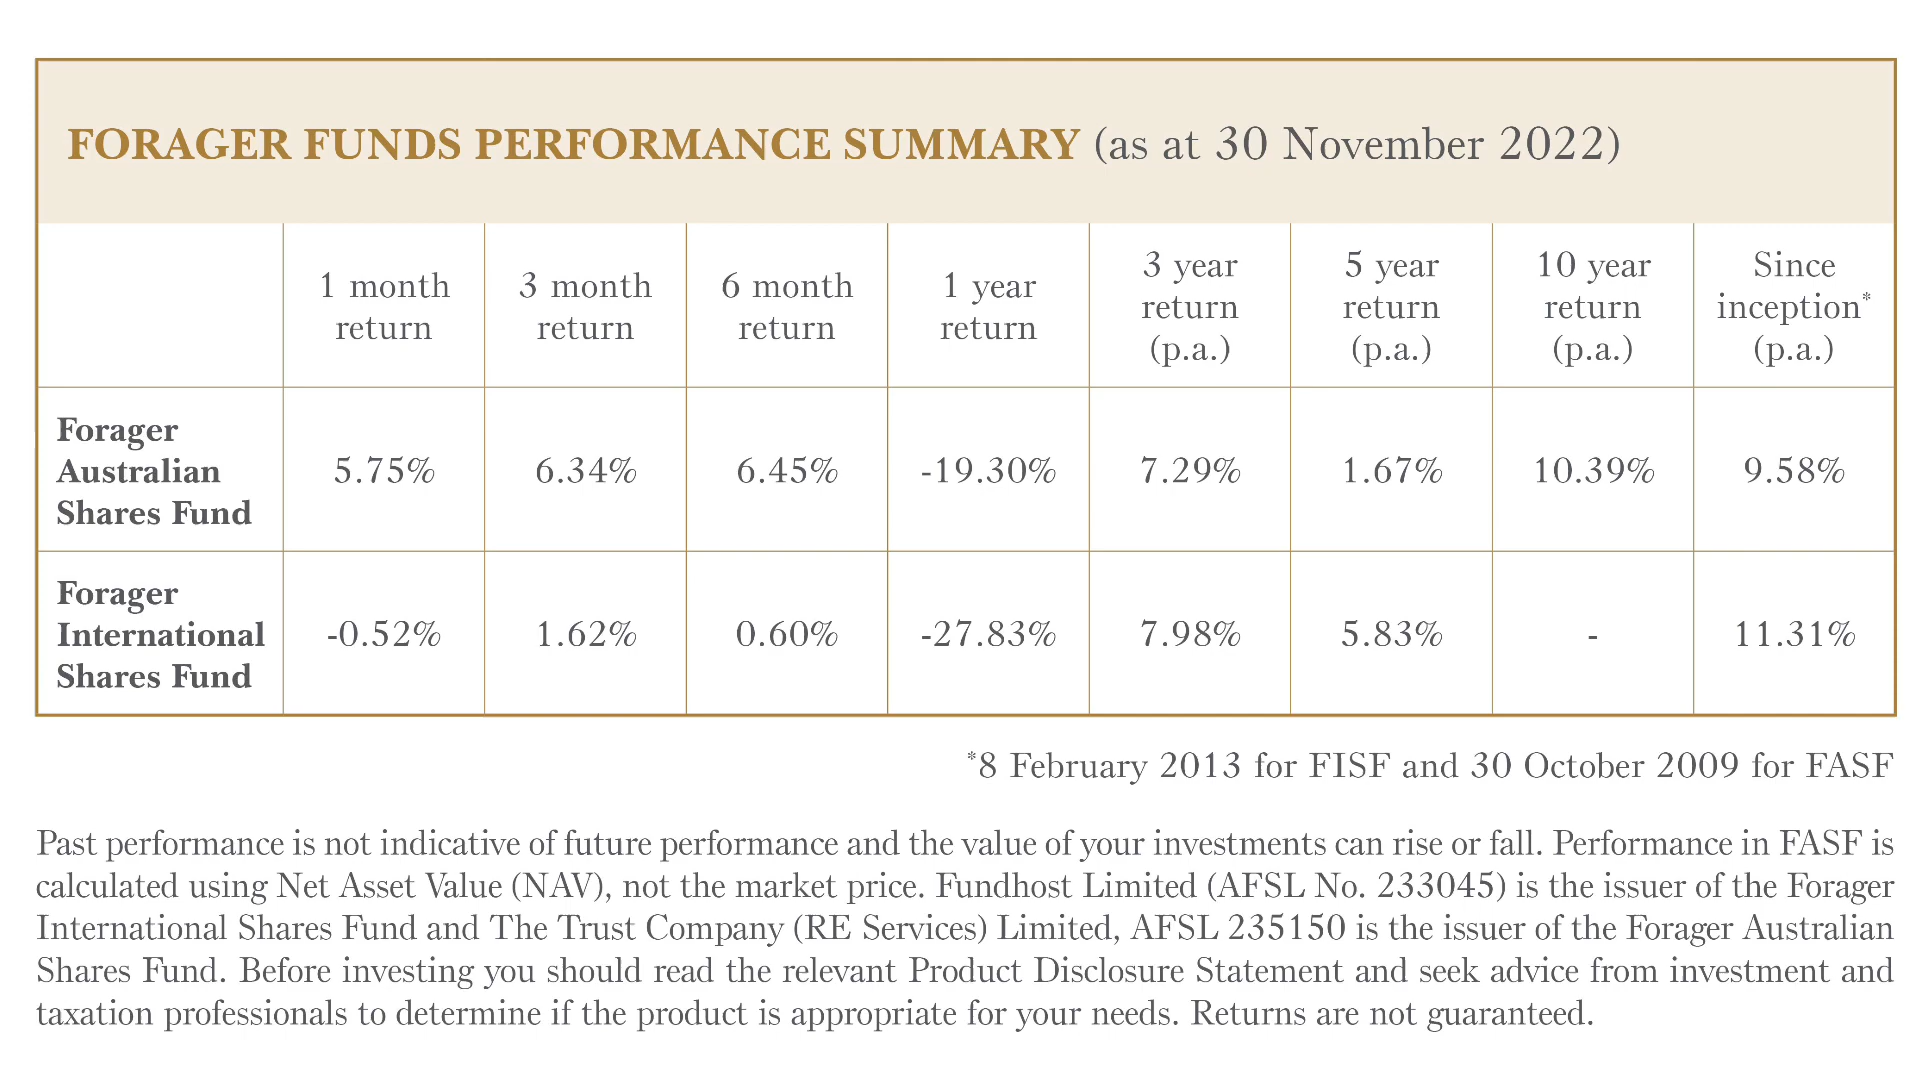 FORAGER FUNDS PERFORMANCE SUMMARY (as at 30 November 2022)
1 month return
3 month return
6 month return
1 year return
3 year return (p.a.)
5 year return (p.a.)
10 year return (p.a.)
Since inception* (p.a.)
Forager Australian Shares Fund 5.75% 6.34% 6.45% -19.30% 7.29% 1.67% 10.39% 9.58%
Forager International Shares Fund -0.52% 1.62% 0.60% -27.83% 7.98% 5.83% - 11.31%
*8 February 2013 for FISF and 30 October 2009 for FASF
Past performance is not indicative of future performance and the value of your investments can rise or fall. Performance in FASF is
calculated using Net Asset Value (NAV), not the market price. Fundhost Limited (AFSL No. 233045) is the issuer of the Forager
International Shares Fund and The Trust Company (RE Services) Limited, AFSL 235150 is the issuer of the Forager Australian
Shares Fund. Before investing you should read the relevant Product Disclosure Statement and seek advice from investment and
taxation professionals to determine if the product is appropriate for your needs. Returns are not guaranteed.